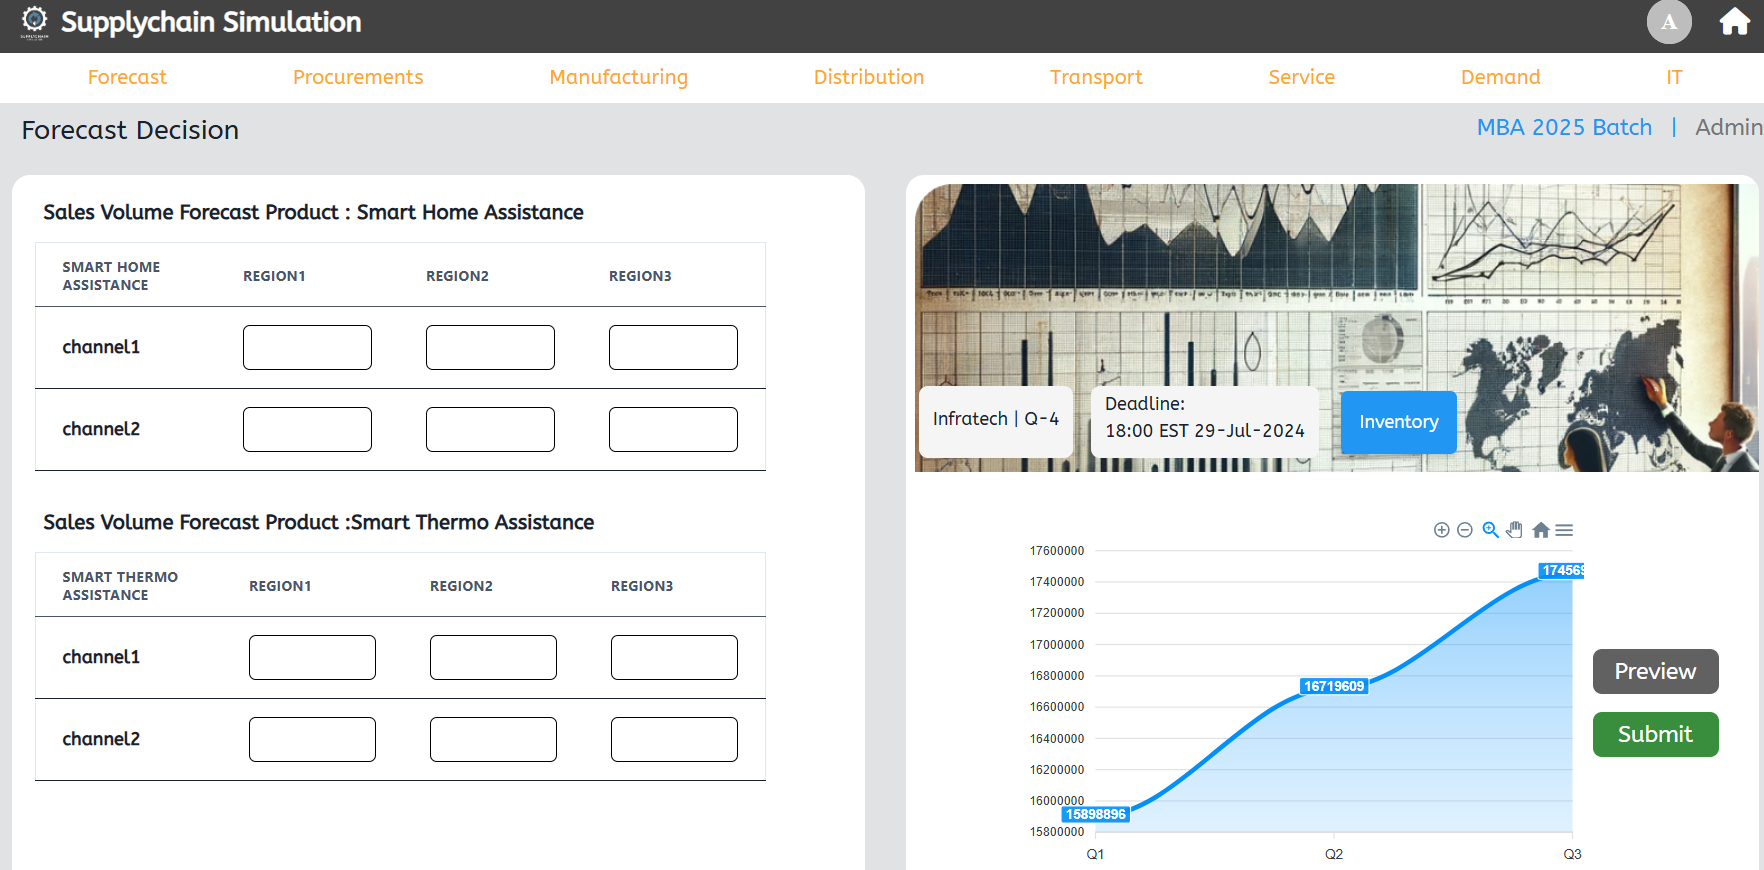 Supplychain Simulation
A
Forecast Procurements Manufacturing Distribution Transport Service Demand IT
Forecast Decision
MBA 2025 Batch | Admin
Sales Volume Forecast Product : Smart Home Assistance
SMART HOME
ASSISTANCE
REGION1 REGION2 REGION3
channel1
channel2
Sales Volume Forecast Product :Smart Thermo Assistance
SMART THERMO
ASSISTANCE
REGION1 REGION2 REGION3
channel1
channel2
Infratech | Q-4
Deadline:
18:00 EST 29-Jul-2024
Inventory
17600000
17400000
17200000
17000000
16800000
16600000
16400000
16200000
16000000
15800000
15898896
16719609
Q1 Q2 Q3
Preview
Submit